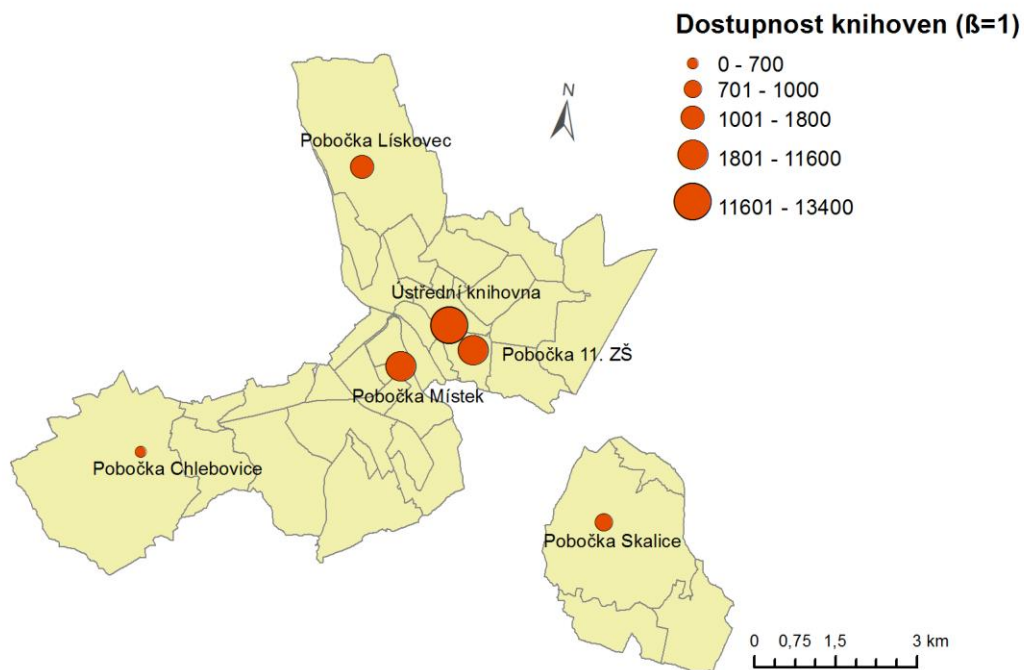 Dostupnost knihoven (ß=1)
0 - 700
701 - 1000
1001 - 1800
1801 - 11600
11601 - 13400
N
Pobočka Lískovec
Ústřední knihovna
Pobočka 11. ZŠ
Pobočka Místek
Pobočka Chlebovice
Pobočka Skalice
0 0,75 1,5 3 km